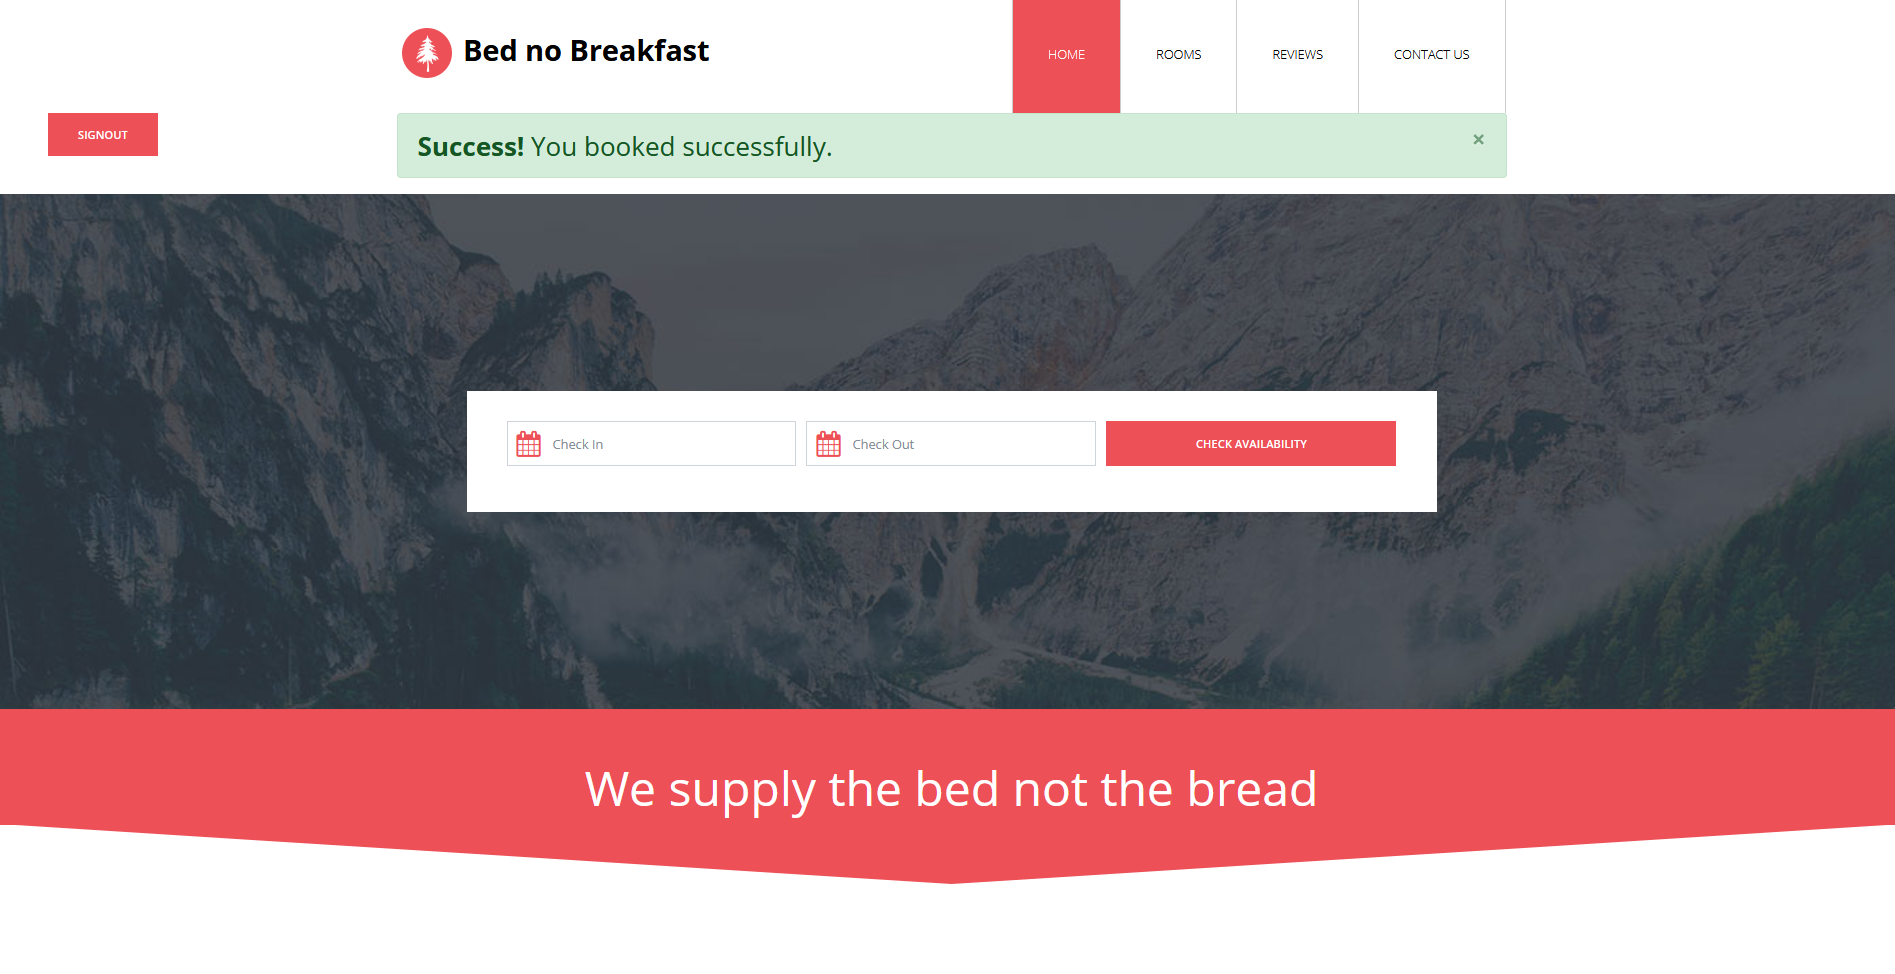 Bed no Breakfast
HOME
ROOMS
REVIEWS
CONTACT US
SIGNOUT
Success! You booked successfully.
×
Check In
Check Out
CHECK AVAILABILITY
We supply the bed not the bread